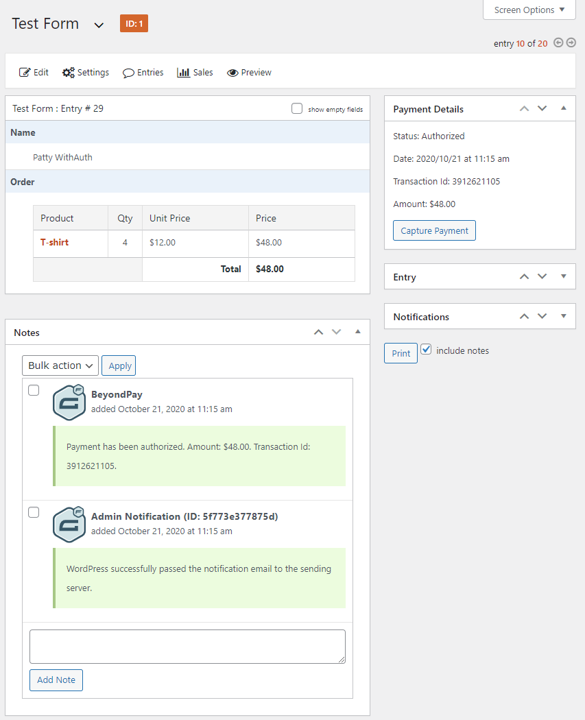 Screen Options ▼
Test Form
ID: 1
entry 10 of 20
Edit Settings Entries Sales Preview
Test Form : Entry # 29
show empty fields
Name
Patty WithAuth
Order
Product Qty Unit Price Price
T-shirt 4 $12.00 $48.00
Total $48.00
Payment Details
Status: Authorized
Date: 2020/10/21 at 11:15 am
Transaction Id: 3912621105
Amount: $48.00
Capture Payment
Entry
Notifications
Print include notes
Notes
Bulk action Apply
BeyondPay
added October 21, 2020 at 11:15 am
Payment has been authorized. Amount: $48.00. Transaction Id:
3912621105.
Admin Notification (ID: 5f773e377875d)
added October 21, 2020 at 11:15 am
WordPress successfully passed the notification email to the sending
server.
Add Note